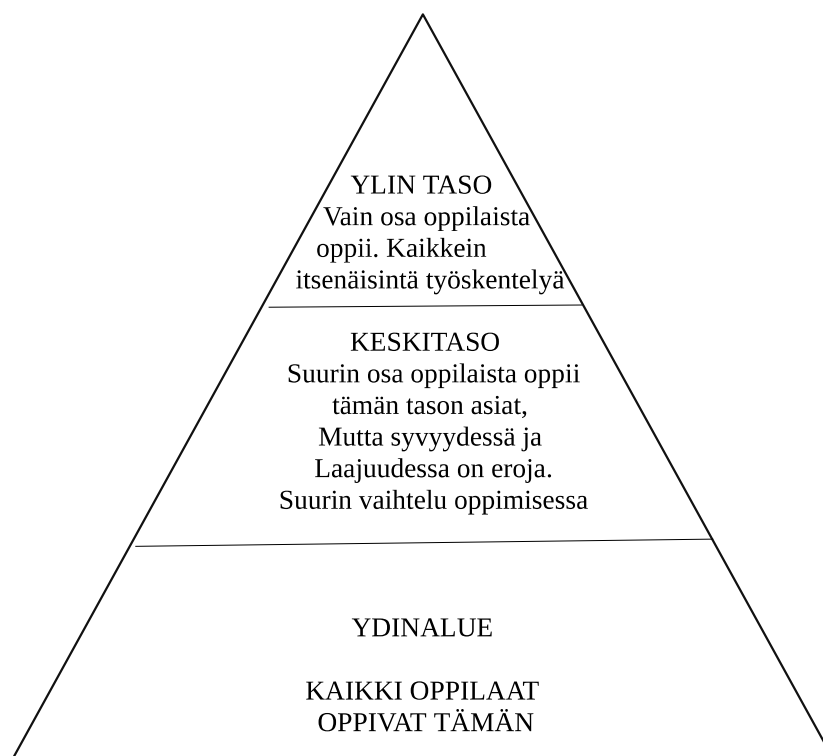 YLIN TASO
Vain osa oppilaista
oppii. Kaikkein
itsenäisintä työskentelyä
KESKITASO
Suurin osa oppilaista oppii
tämän tason asiat,
Mutta syvyydessä ja
Laajuudessa on eroja.
Suurin vaihtelu oppimisessa
YDINALUE
KAIKKI OPPILAAT
OPPIVAT TÄMÄN